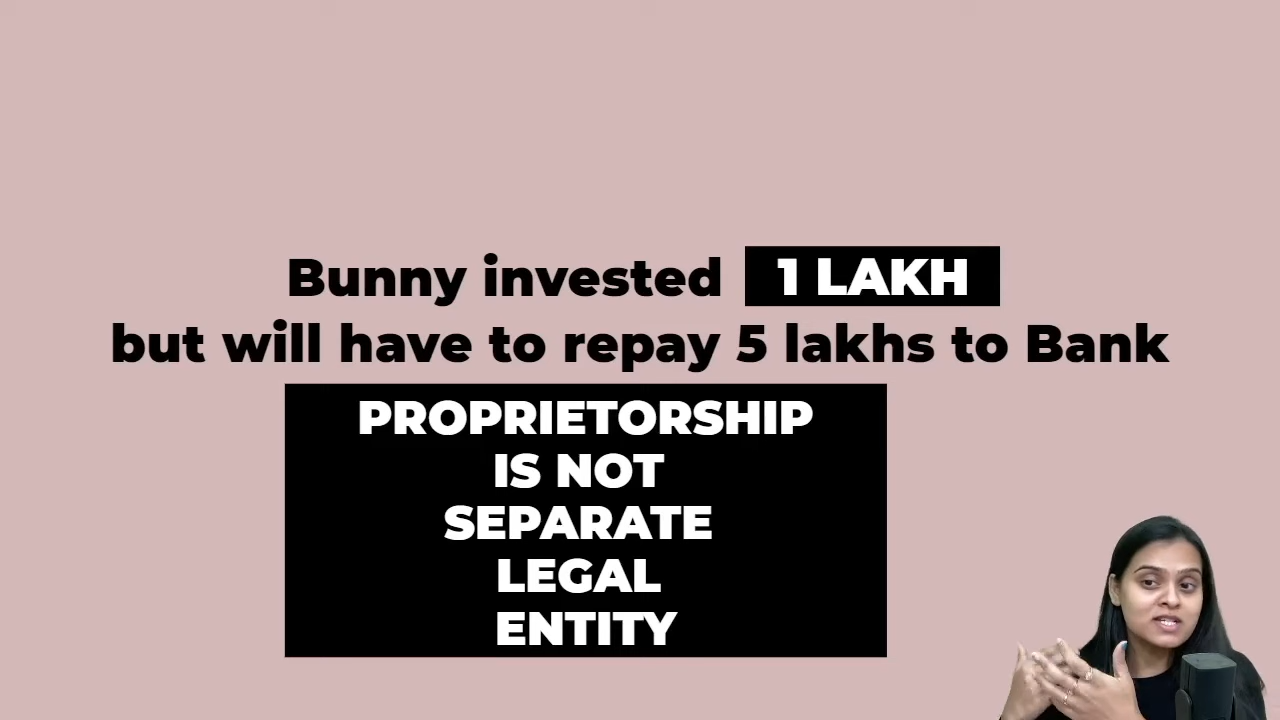 Bunny invested 1 LAKH
but will have to repay 5 lakhs to Bank
PROPRIETORSHIP
IS NOT
SEPARATE
LEGAL
ENTITY